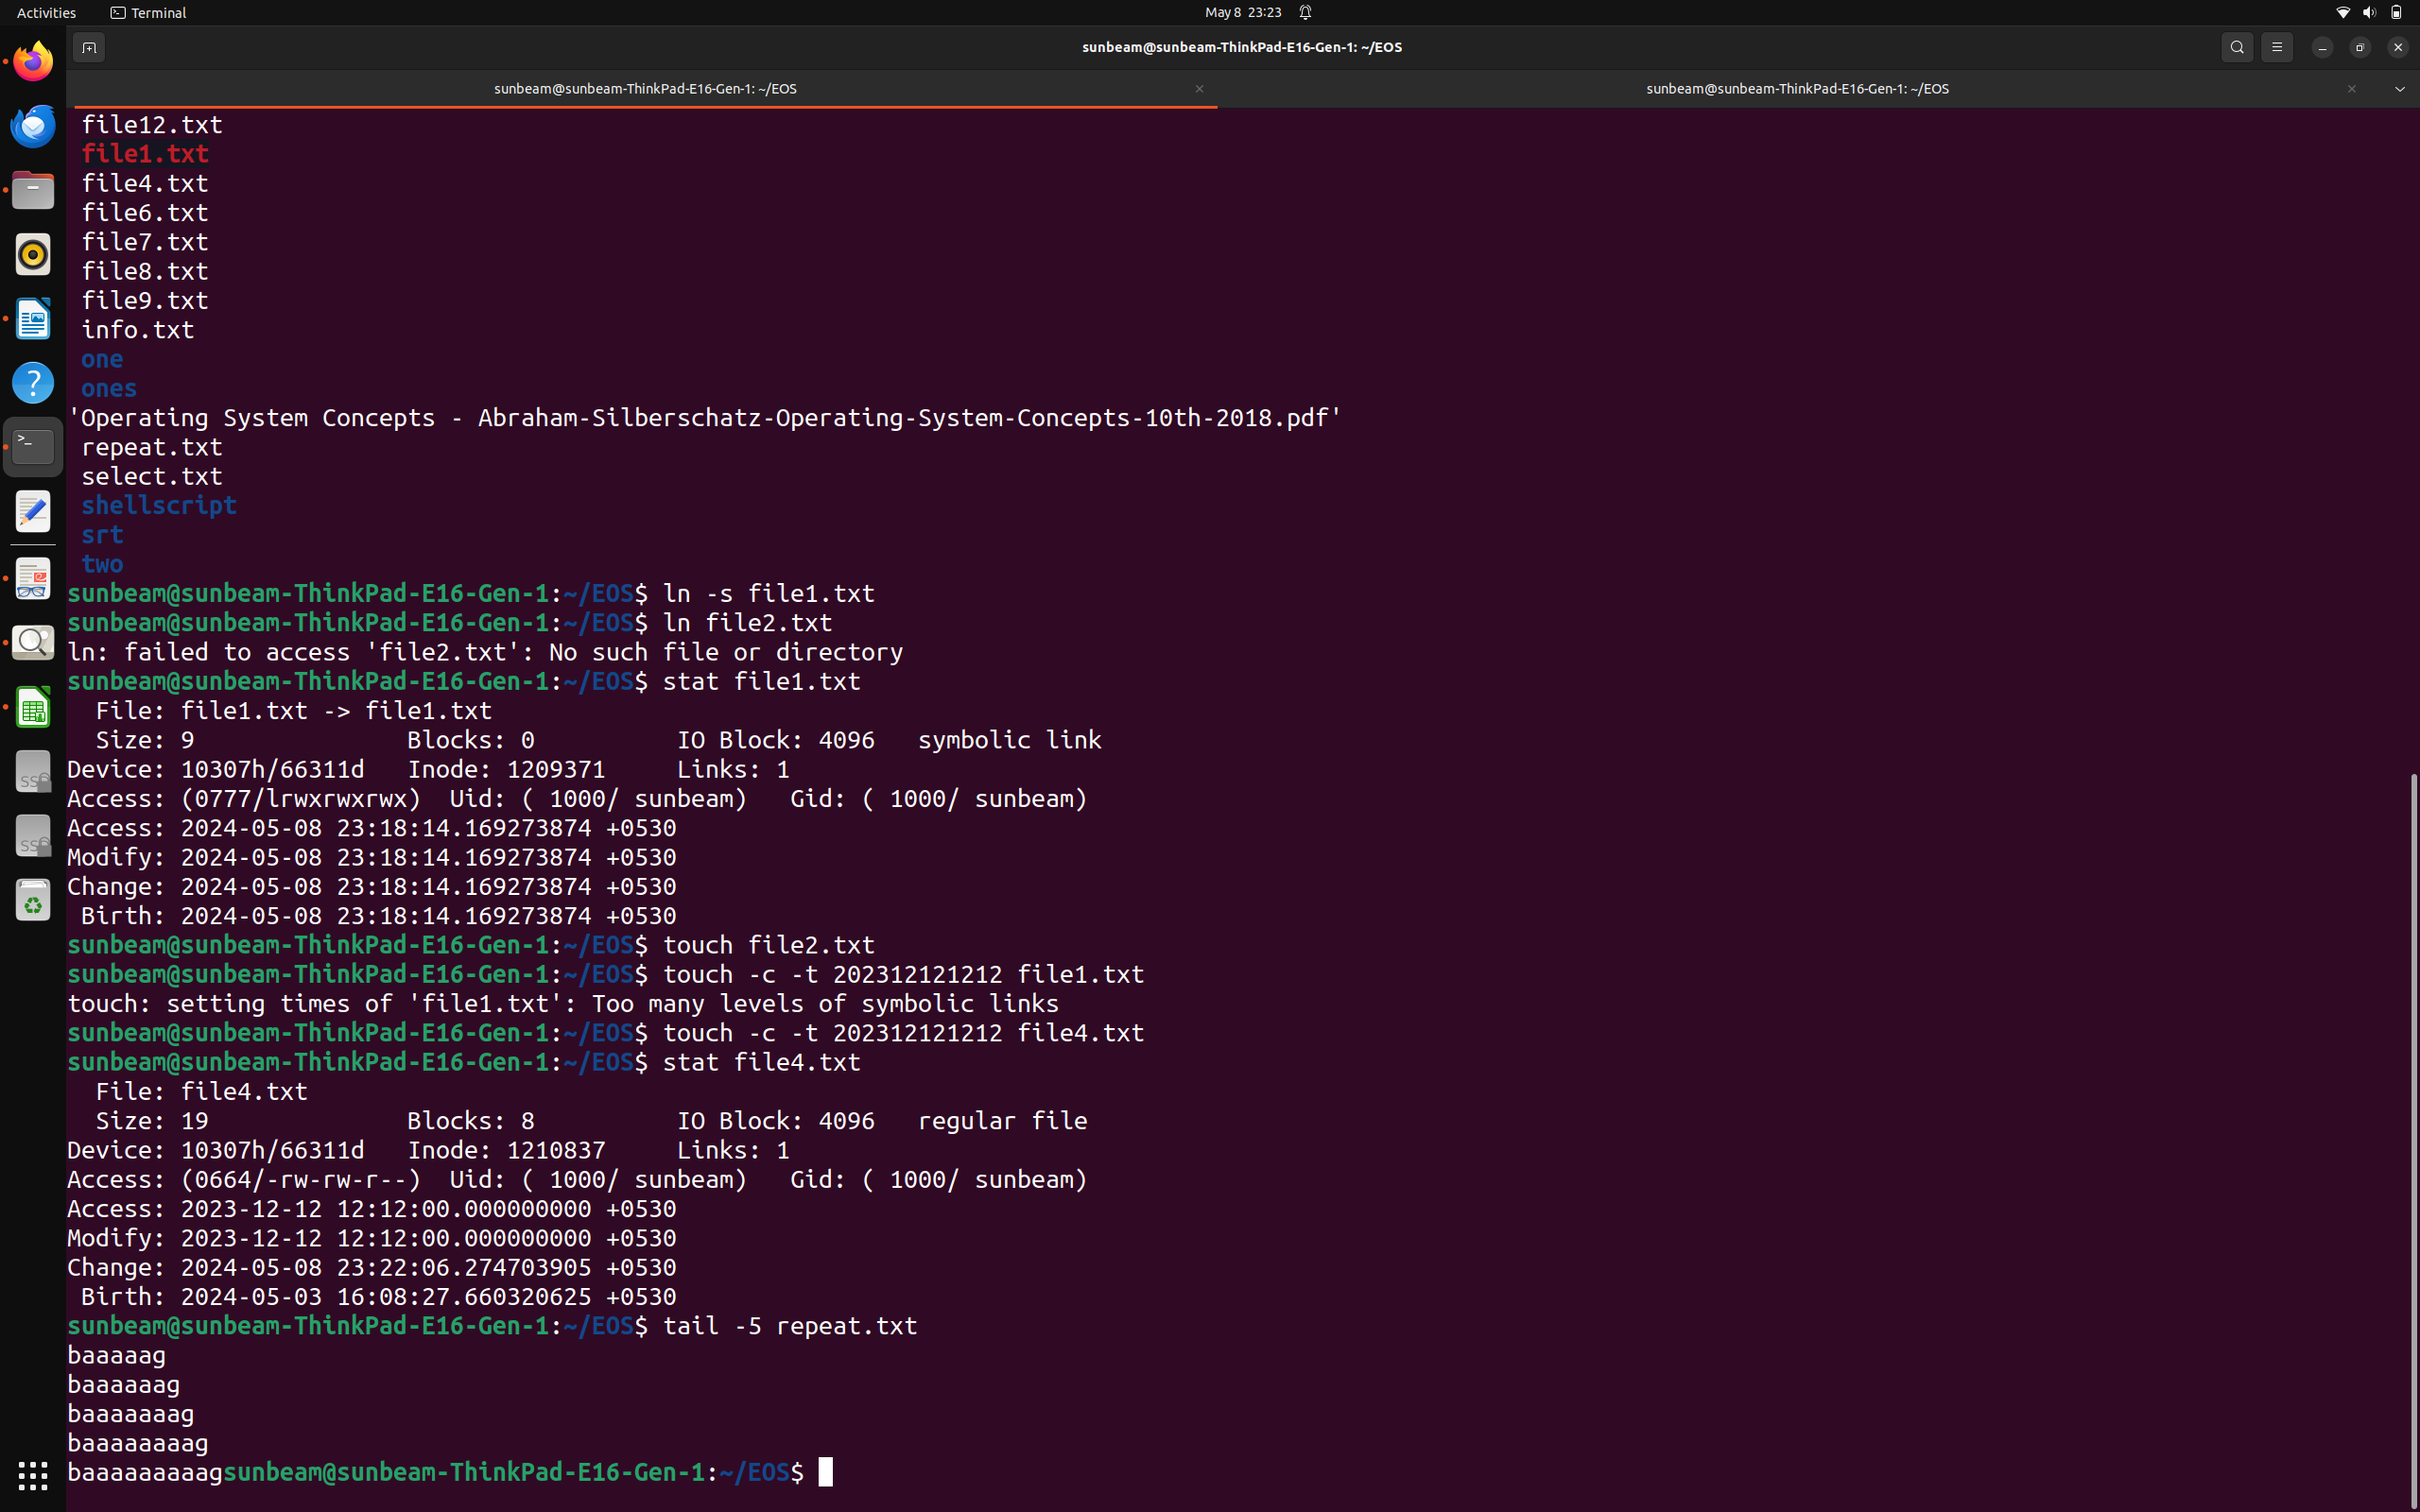 Activities
Terminal
May 8 23:23
sunbeam@sunbeam-ThinkPad-E16-Gen-1: ~/EOS
sunbeam@sunbeam-ThinkPad-E16-Gen-1: ~/EOS
sunbeam@sunbeam-ThinkPad-E16-Gen-1: ~/EOS
file12.txt
file1.txt
file4.txt
file6.txt
file7.txt
file8.txt
file9.txt
info.txt
one
ones
'Operating System Concepts - Abraham-Silberschatz-Operating-System-Concepts-10th-2018.pdf'
repeat.txt
select.txt
shellscript
srt
two
sunbeam@sunbeam-ThinkPad-E16-Gen-1:~/EOS$ ln -s file1.txt
sunbeam@sunbeam-ThinkPad-E16-Gen-1:~/EOS$ ln file2.txt
ln: failed to access 'file2.txt': No such file or directory
sunbeam@sunbeam-ThinkPad-E16-Gen-1:~/EOS$ stat file1.txt
File: file1.txt -> file1.txt
Size: 9 Blocks: 0 IO Block: 4096 symbolic link
Device: 10307h/66311d Inode: 1209371 Links: 1
Access: (0777/lrwxrwxrwx) Uid: ( 1000/ sunbeam) Gid: ( 1000/ sunbeam)
Access: 2024-05-08 23:18:14.169273874 +0530
Modify: 2024-05-08 23:18:14.169273874 +0530
Change: 2024-05-08 23:18:14.169273874 +0530
Birth: 2024-05-08 23:18:14.169273874 +0530
sunbeam@sunbeam-ThinkPad-E16-Gen-1:~/EOS$ touch file2.txt
sunbeam@sunbeam-ThinkPad-E16-Gen-1:~/EOS$ touch -c -t 202312121212 file1.txt
touch: setting times of 'file1.txt': Too many levels of symbolic links
sunbeam@sunbeam-ThinkPad-E16-Gen-1:~/EOS$ touch -c -t 202312121212 file4.txt
sunbeam@sunbeam-ThinkPad-E16-Gen-1:~/EOS$ stat file4.txt
File: file4.txt
Size: 19 Blocks: 8 IO Block: 4096 regular file
Device: 10307h/66311d Inode: 1210837 Links: 1
Access: (0664/-rw-rw-r--) Uid: ( 1000/ sunbeam) Gid: ( 1000/ sunbeam)
Access: 2023-12-12 12:12:00.000000000 +0530
Modify: 2023-12-12 12:12:00.000000000 +0530
Change: 2024-05-08 23:22:06.274703905 +0530
Birth: 2024-05-03 16:08:27.660320625 +0530
sunbeam@sunbeam-ThinkPad-E16-Gen-1:~/EOS$ tail -5 repeat.txt
baaaaag
baaaaaag
baaaaaaag
baaaaaaaag
baaaaaaaaagsunbeam@sunbeam-ThinkPad-E16-Gen-1:~/EOS$